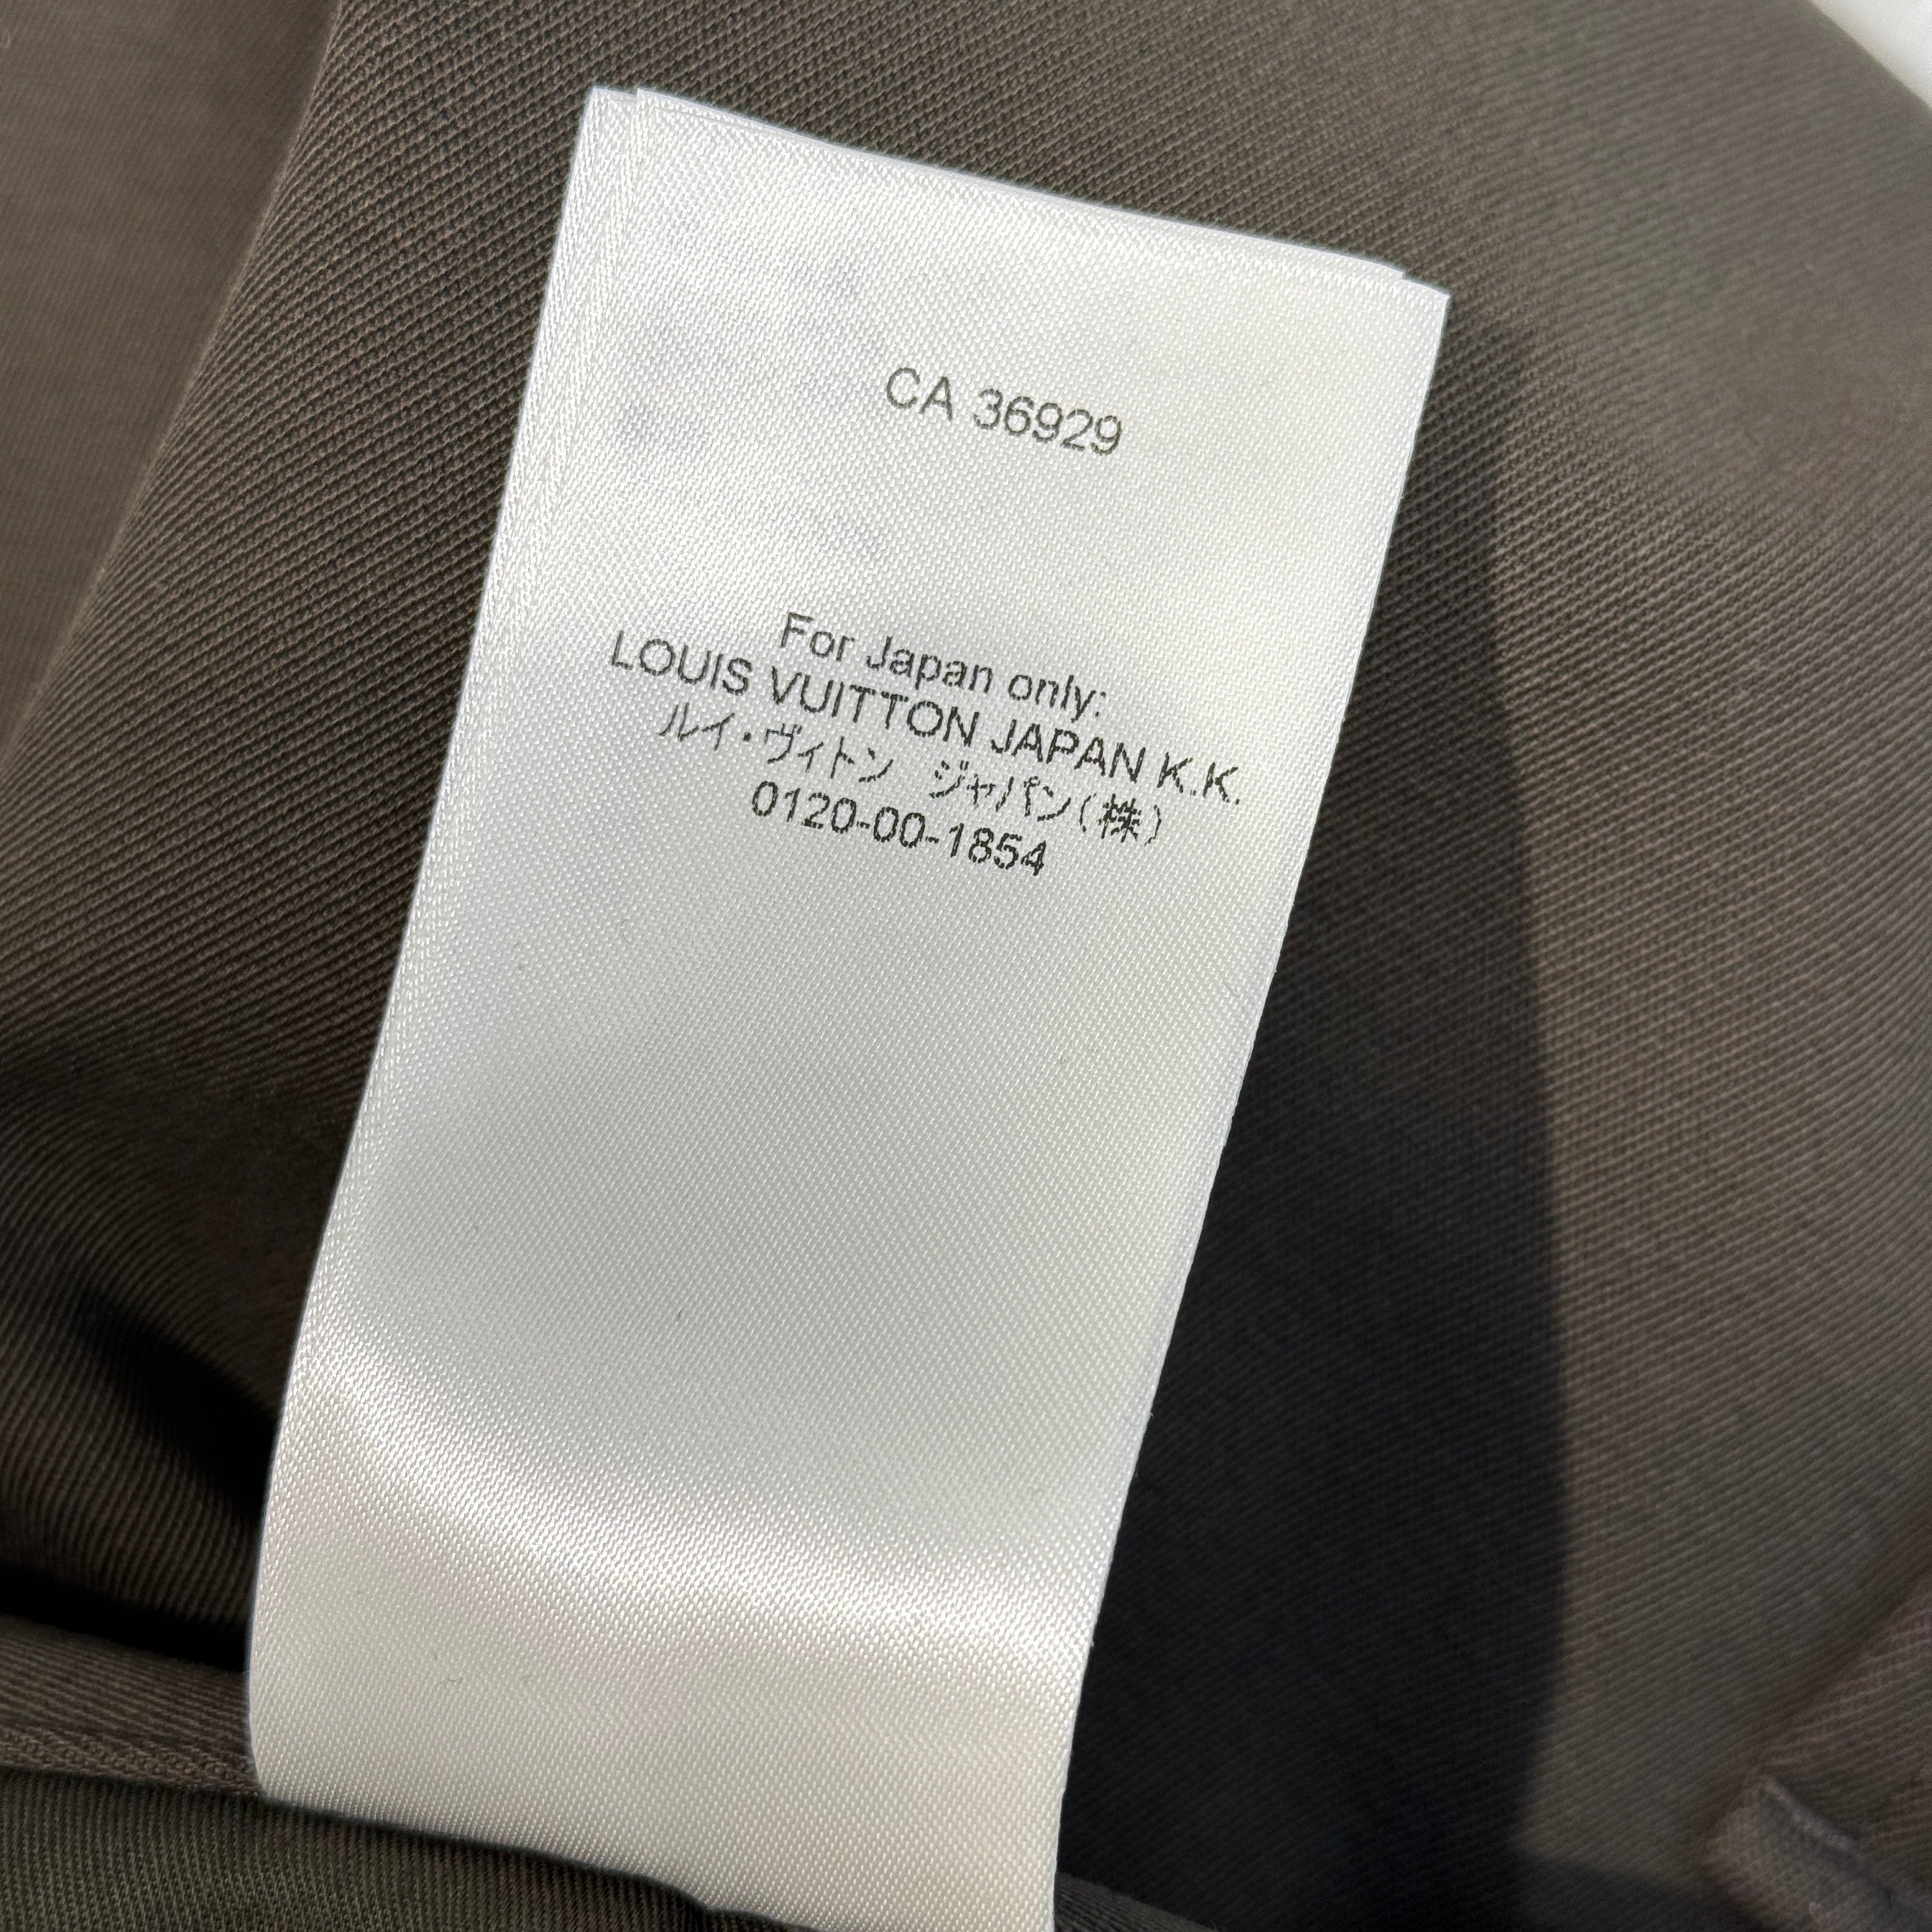 CA 36929
For Japan only:
LOUIS VUITTON JAPAN K.K.
ルイ・ヴィトン ジャパン(株)
0120-00-1854